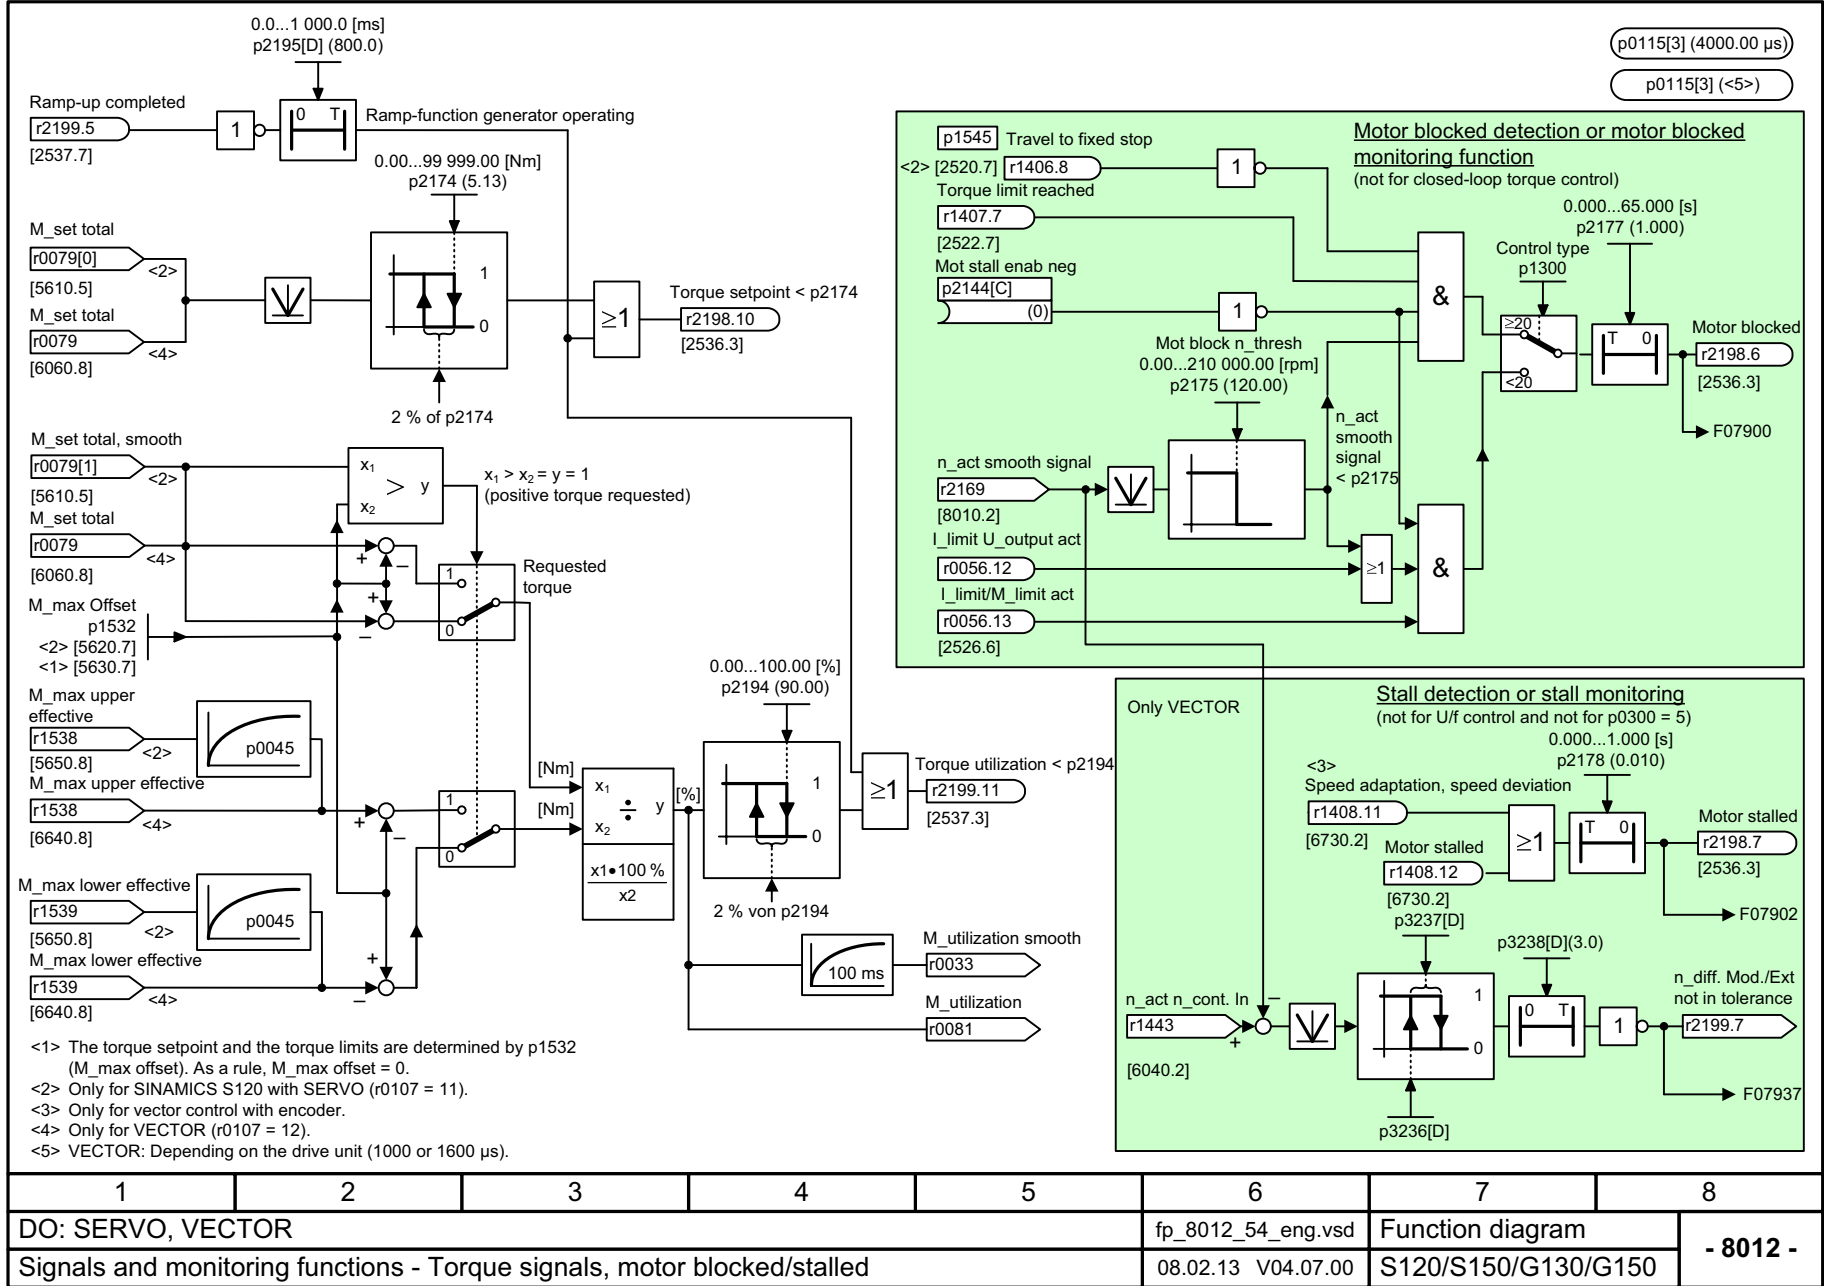 0.0...1 000.0 [ms]
p2195[D] (800.0)
Ramp-up completed
r2199.5
[2537.7]
1
0 T
Ramp-function generator operating
0.00...99 999.00 [Nm]
p2174 (5.13)
M_set total
r0079[0]
<2>
[5610.5]
M_set total
r0079
<4>
[6060.8]
1
0
2 % of p2174
≥1
Torque setpoint < p2174
r2198.10
[2536.3]
M_set total, smooth
r0079[1]
<2>
[5610.5]
M_set total
r0079
<4>
[6060.8]
x1
> y
x2
x1 > x2 = y = 1
(positive torque requested)
+
–
+
–
1
0
Requested
torque
M_max Offset
p1532
<2> [5620.7]
<1> [5630.7]
M_max upper
effective
r1538
<2>
[5650.8]
p0045
M_max upper effective
r1538
<4>
[6640.8]
+
–
1
0
M_max lower effective
r1539
<2>
[5650.8]
p0045
M_max lower effective
r1539
<4>
[6640.8]
+
–
[Nm]
[Nm]
x1
÷ y
x2
x1•100 %
x2
[%]
0.00...100.00 [%]
p2194 (90.00)
1
0
2 % von p2194
≥1
Torque utilization < p2194
r2199.11
[2537.3]
100 ms
M_utilization smooth
r0033
M_utilization
r0081
p0115[3] (4000.00 µs)
p0115[3] (<5>)
Motor blocked detection or motor blocked
monitoring function
(not for closed-loop torque control)
p1545 Travel to fixed stop
<2> [2520.7] r1406.8
1
Torque limit reached
r1407.7
[2522.7]
Mot stall enab neg
p2144[C]
(0)
1
Mot block n_thresh
0.00...210 000.00 [rpm]
p2175 (120.00)
n_act
smooth
signal
< p2175
n_act smooth signal
r2169
[8010.2]
I_limit U_output act
r0056.12
I_limit/M_limit act
r0056.13
[2526.6]
≥1
&
&
Control type
p1300
≥20
<20
0.000...65.000 [s]
p2177 (1.000)
T 0
Motor blocked
r2198.6
[2536.3]
F07900
Only VECTOR
Stall detection or stall monitoring
(not for U/f control and not for p0300 = 5)
0.000...1.000 [s]
p2178 (0.010)
<3>
Speed adaptation, speed deviation
r1408.11
[6730.2]
Motor stalled
r1408.12
[6730.2]
≥1
T 0
Motor stalled
r2198.7
[2536.3]
F07902
p3237[D]
1
0
p3236[D]
p3238[D](3.0)
0 T
1
n_act n_cont. In
r1443
[6040.2]
–
+
n_diff. Mod./Ext
not in tolerance
r2199.7
F07937
<1> The torque setpoint and the torque limits are determined by p1532
(M_max offset). As a rule, M_max offset = 0.
<2> Only for SINAMICS S120 with SERVO (r0107 = 11).
<3> Only for vector control with encoder.
<4> Only for VECTOR (r0107 = 12).
<5> VECTOR: Depending on the drive unit (1000 or 1600 µs).
1 2 3 4 5 6 7 8
DO: SERVO, VECTOR
fp_8012_54_eng.vsd
Function diagram
- 8012 -
Signals and monitoring functions - Torque signals, motor blocked/stalled
08.02.13 V04.07.00
S120/S150/G130/G150